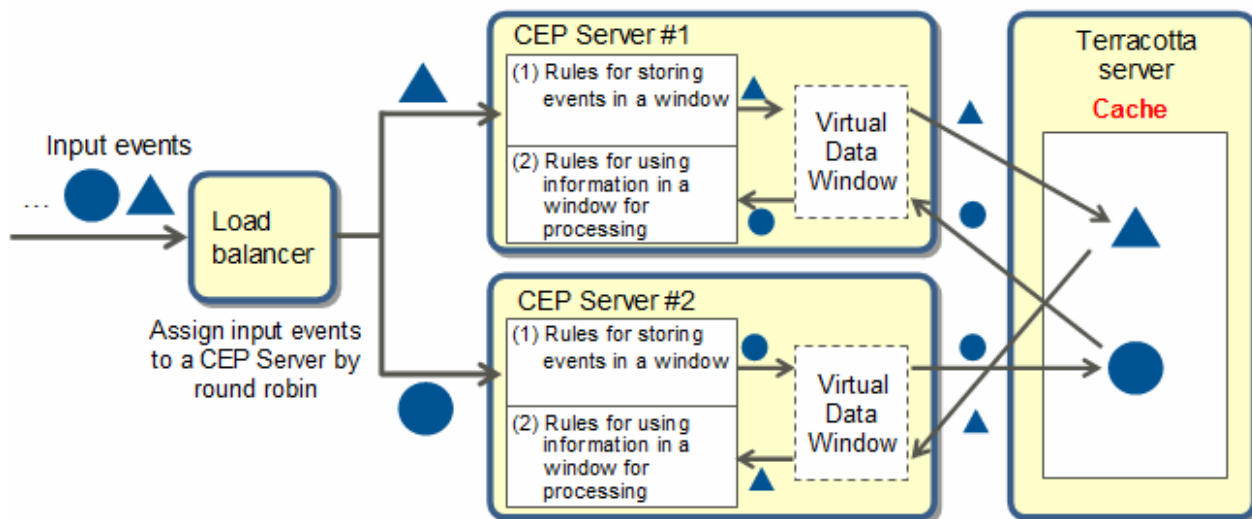 Input events
...
Load
balancer
Assign input events
to a CEP Server by
round robin
CEP Server #1
(1) Rules for storing
events in a window
(2) Rules for using
information in a
window for
processing
Virtual
Data
Window
CEP Server #2
(1) Rules for storing
events in a window
(2) Rules for using
information in a
window for
processing
Virtual
Data
Window
Terracotta
server
Cache